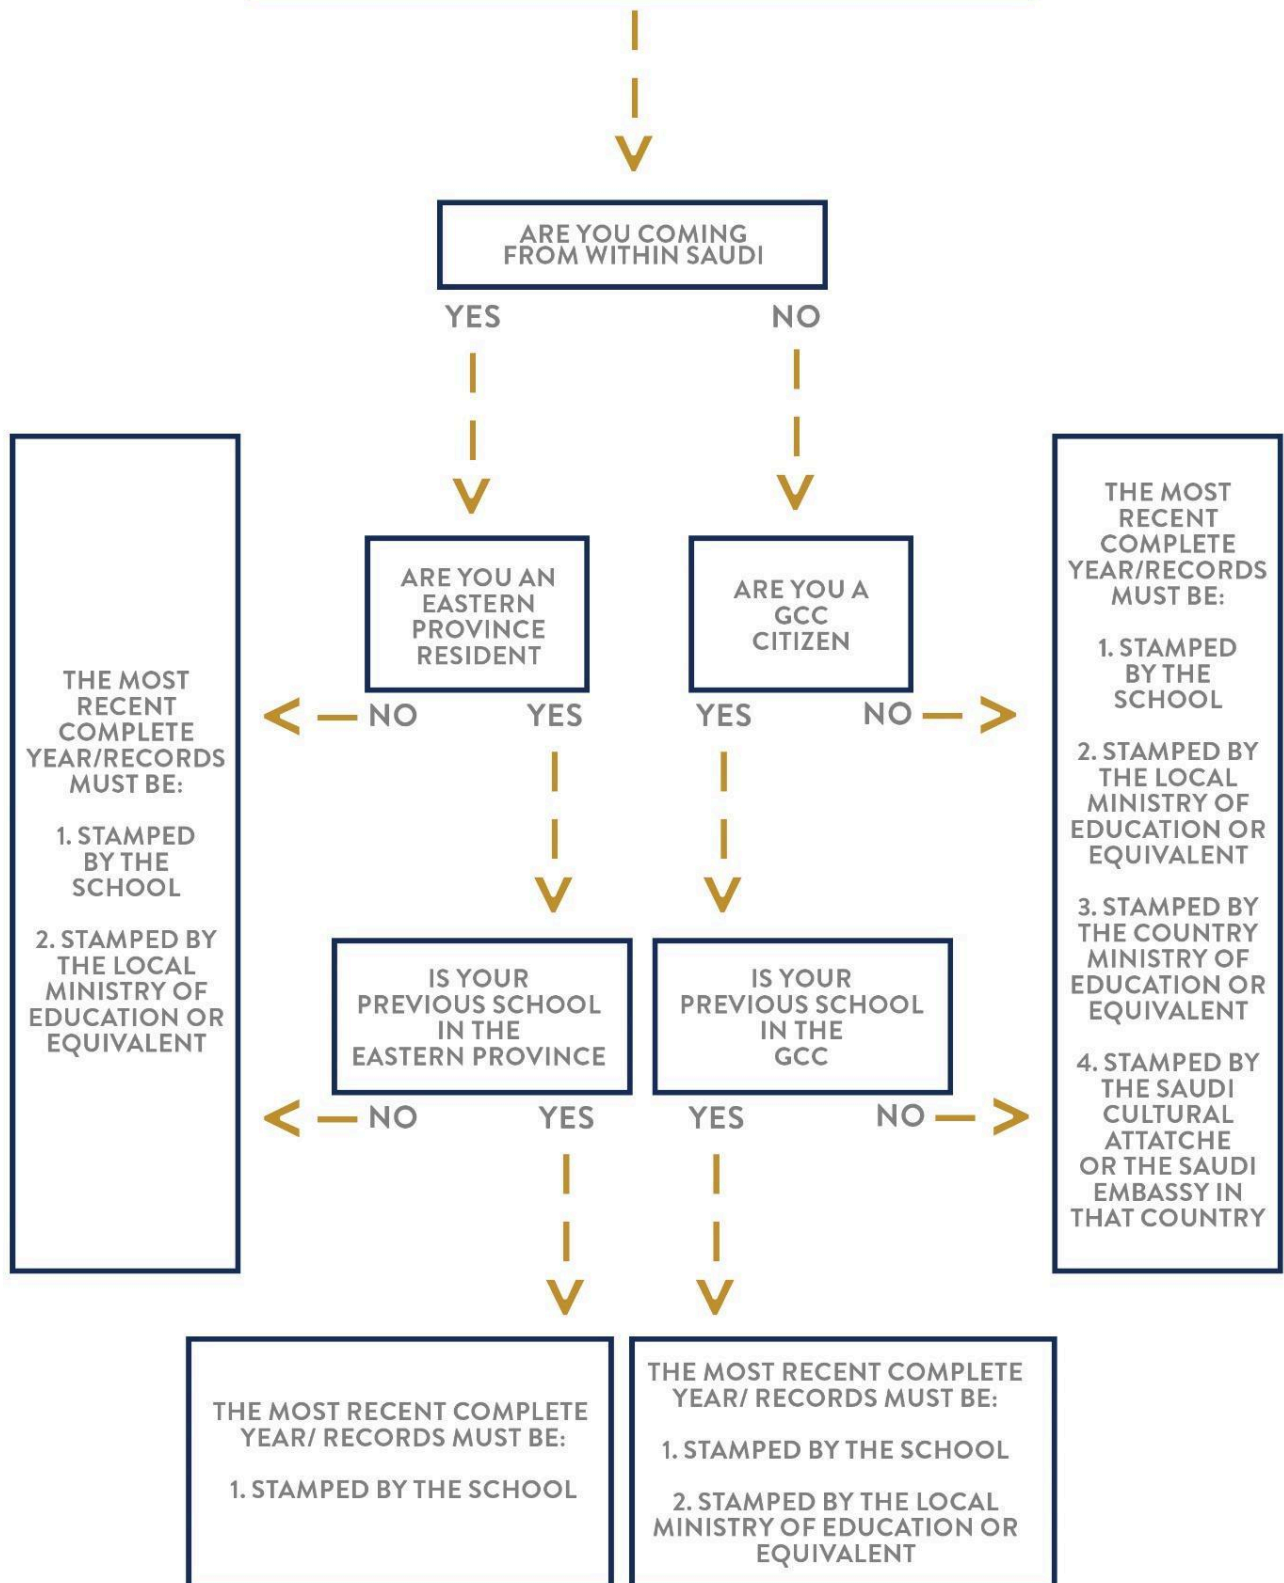 ARE YOU COMING
FROM WITHIN SAUDI
YES
NO
ARE YOU AN
EASTERN
PROVINCE
RESIDENT
NO
YES
ARE YOU A
GCC
CITIZEN
YES
NO
THE MOST
RECENT
COMPLETE
YEAR/RECORDS
MUST BE:
1. STAMPED
BY THE
SCHOOL
2. STAMPED BY
THE LOCAL
MINISTRY OF
EDUCATION OR
EQUIVALENT
THE MOST
RECENT
COMPLETE
YEAR/RECORDS
MUST BE:
1. STAMPED
BY THE
SCHOOL
2. STAMPED BY
THE LOCAL
MINISTRY OF
EDUCATION OR
EQUIVALENT
3. STAMPED BY
THE COUNTRY
MINISTRY OF
EDUCATION OR
EQUIVALENT
4. STAMPED BY
THE SAUDI
CULTURAL
ATTATCHE
OR THE SAUDI
EMBASSY IN
THAT COUNTRY
IS YOUR
PREVIOUS SCHOOL
IN THE
EASTERN PROVINCE
NO
YES
IS YOUR
PREVIOUS SCHOOL
IN THE
GCC
YES
NO
THE MOST RECENT COMPLETE
YEAR/ RECORDS MUST BE:
1. STAMPED BY THE SCHOOL
THE MOST RECENT COMPLETE
YEAR/ RECORDS MUST BE:
1. STAMPED BY THE SCHOOL
2. STAMPED BY THE LOCAL
MINISTRY OF EDUCATION OR
EQUIVALENT